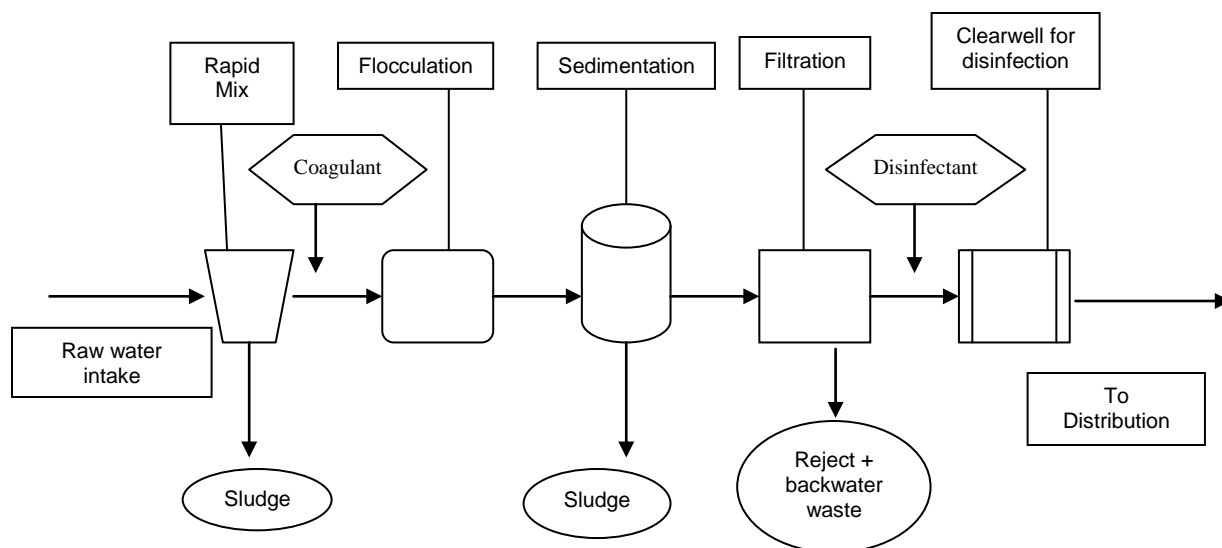 Rapid
Mix
Flocculation
Sedimentation
Filtration
Clearwell for
disinfection
Coagulant
Disinfectant
Raw water
intake
To
Distribution
Sludge
Sludge
Reject +
backwater
waste